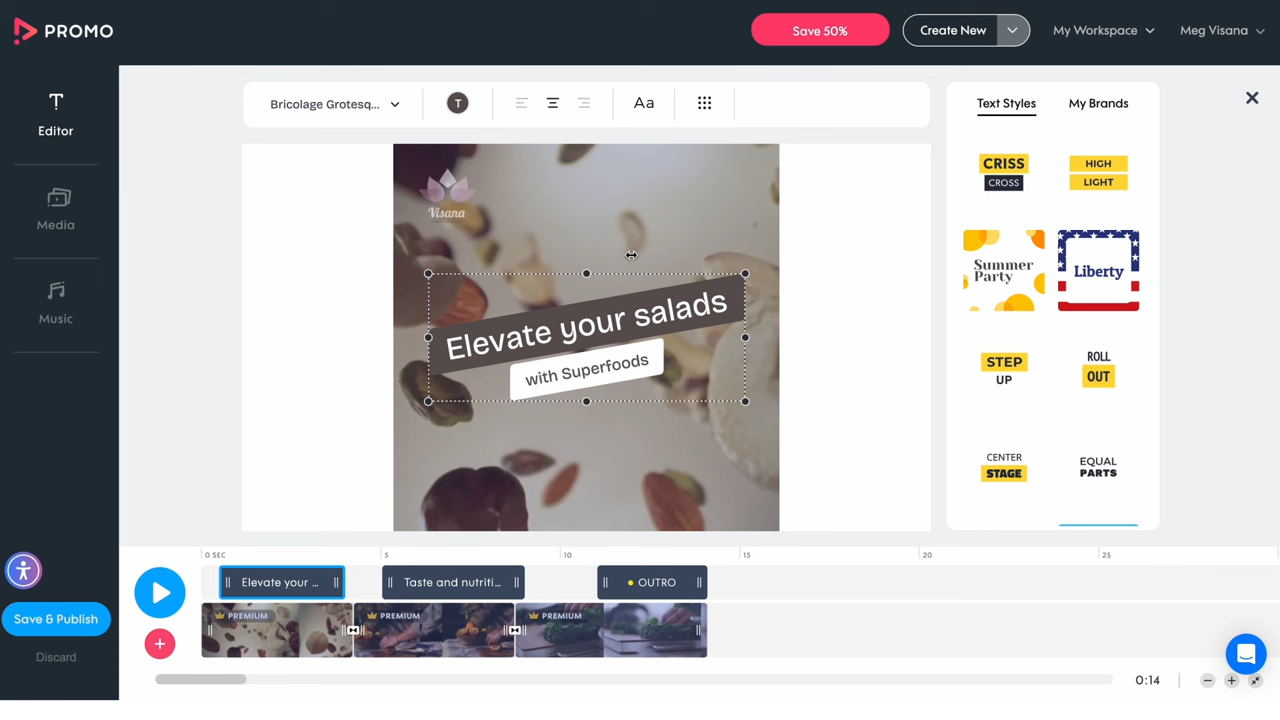 PROMO
Save 50%
Create New
My Workspace
Meg Visana
Editor
Media
Music
Save & Publish
Discard
Bricolage Grotesq...
T
Aa
Visana
Elevate your salads
with Superfoods
Text Styles
My Brands
CRISS
CROSS
HIGH
LIGHT
Summer
Party
Liberty
STEP
UP
ROLL
OUT
CENTER
STAGE
EQUAL
PARTS
0 SEC
5
10
15
20
25
Elevate your ...
Taste and nutriti...
OUTRO
PREMIUM
PREMIUM
PREMIUM
0:14